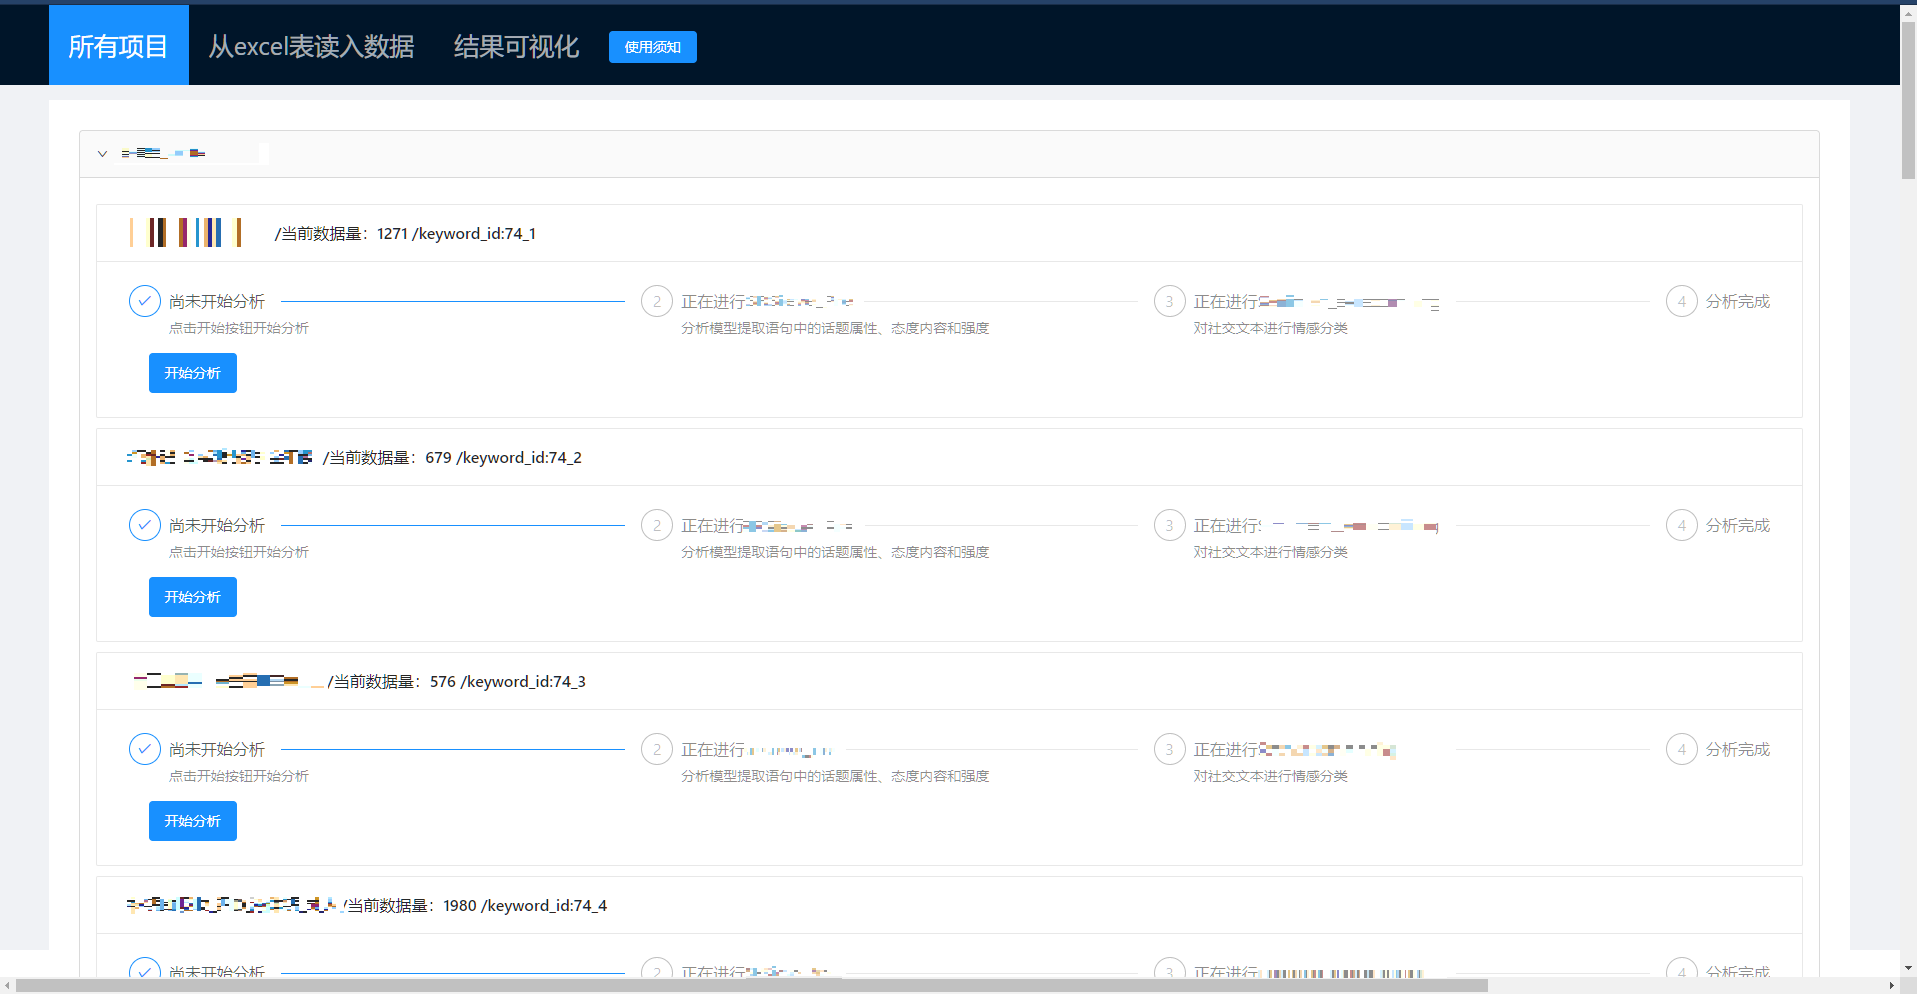 所有项目 从excel表读入数据 结果可视化 使用须知
/当前数据量：1271 /keyword_id:74_1
尚未开始分析 2 正在进行 3 正在进行 4 分析完成
点击开始按钮开始分析 分析模型提取语句中的话题属性、态度内容和强度 对社交文本进行情感分类
开始分析
/当前数据量：679 /keyword_id:74_2
尚未开始分析 2 正在进行 3 正在进行 4 分析完成
点击开始按钮开始分析 分析模型提取语句中的话题属性、态度内容和强度 对社交文本进行情感分类
开始分析
/当前数据量：576 /keyword_id:74_3
尚未开始分析 2 正在进行 3 正在进行 4 分析完成
点击开始按钮开始分析 分析模型提取语句中的话题属性、态度内容和强度 对社交文本进行情感分类
开始分析
/当前数据量：1980 /keyword_id:74_4
尚未开始分析 2 正在进行 3 正在进行 4 分析完成